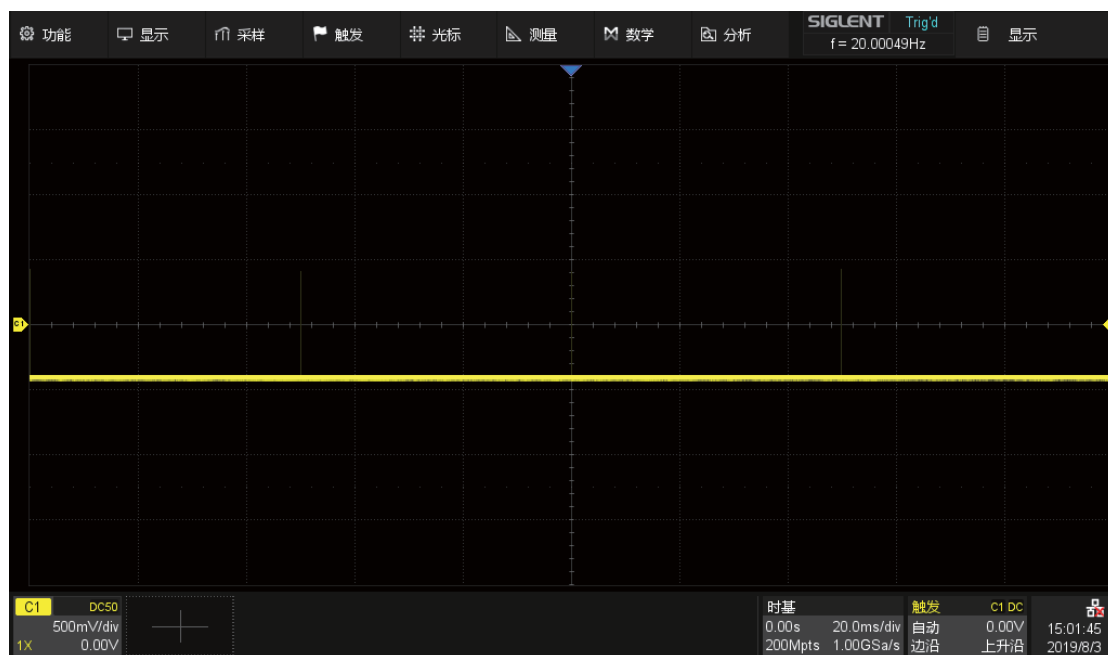 功能
显示
采样
触发
光标
测量
数学
分析
SIGLENT Trig'd
f = 20.00049Hz
显示
C1
C1 DC50
500mV/div
1X 0.00V
时基
0.00s 20.0ms/div
200Mpts 1.00GSa/s
触发 C1 DC
自动 0.00V
边沿 上升沿
15:01:45
2019/8/3